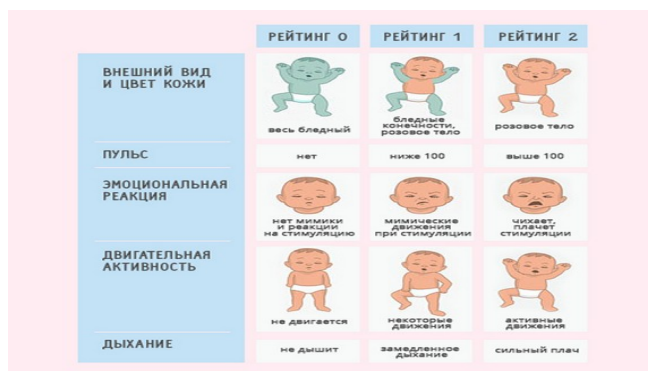 РЕЙТИНГ 0 РЕЙТИНГ 1 РЕЙТИНГ 2
ВНЕШНИЙ ВИД
И ЦВЕТ КОЖИ
весь бледный
бледные
конечности,
розовое тело
розовое тело
ПУЛЬС
нет
ниже 100
выше 100
ЭМОЦИОНАЛЬНАЯ
РЕАКЦИЯ
нет мимики
и реакции
на стимуляцию
мимические
движения
при стимуляции
чихает,
плачет
стимуляции
ДВИГАТЕЛЬНАЯ
АКТИВНОСТЬ
не двигается
некоторые
движения
активные
движения
ДЫХАНИЕ
не дышит
замедленное
дыхание
сильный плач